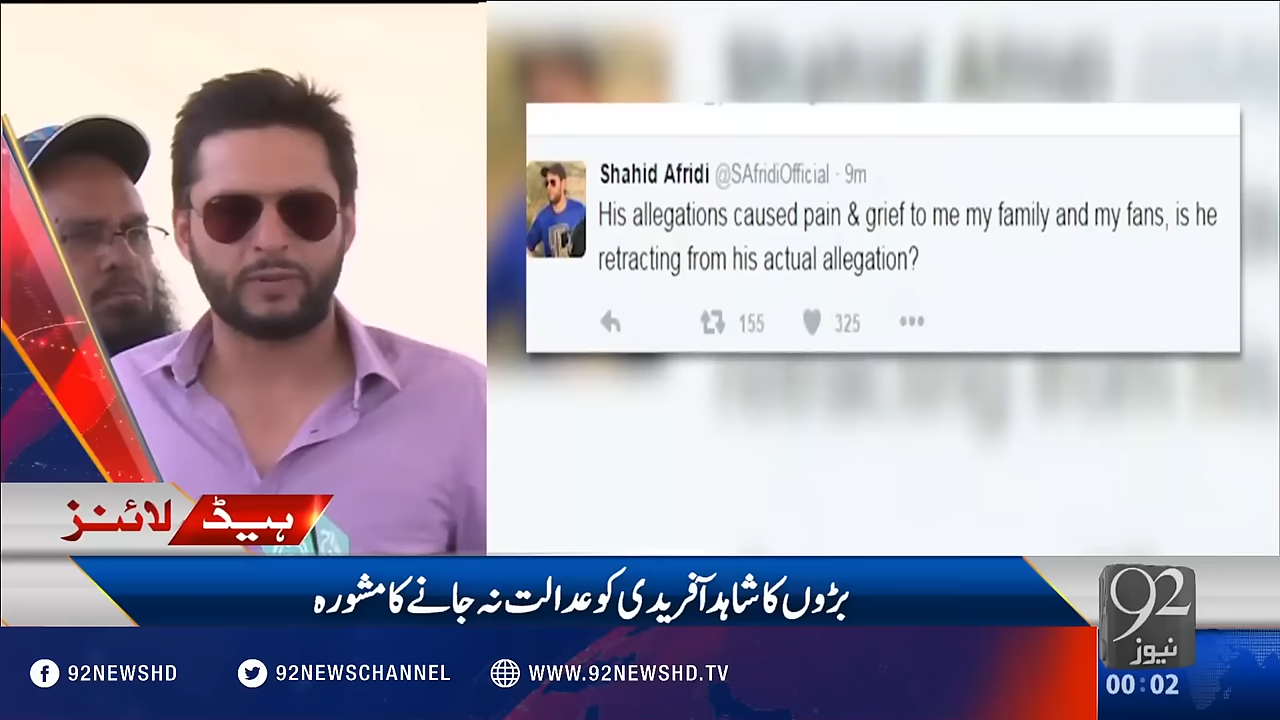 Shahid Afridi @SAfridiOfficial · 9m
His allegations caused pain & grief to me my family and my fans, is he
retracting from his actual allegation?
155 325
ہیڈ لائنز
بڑوں کا شاہد آفریدی کو عدالت نہ جانے کا مشورہ
92
نیوز
92NEWSHD 92NEWSCHANNEL WWW.92NEWSHD.TV
00:02